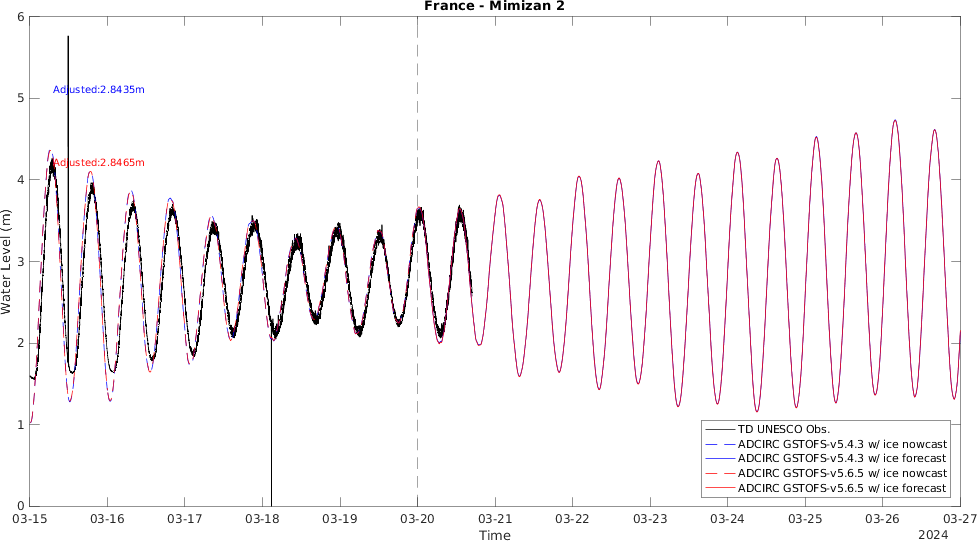 France - Mimizan 2
6
5
4
3
2
1
0
Water Level (m)
Adjusted:2.8435m
Adjusted:2.8465m
TD UNESCO Obs.
ADCIRC GSTOFS-v5.4.3 w/ ice nowcast
ADCIRC GSTOFS-v5.4.3 w/ ice forecast
ADCIRC GSTOFS-v5.6.5 w/ ice nowcast
ADCIRC GSTOFS-v5.6.5 w/ ice forecast
03-15 03-16 03-17 03-18 03-19 03-20 03-21 03-22 03-23 03-24 03-25 03-26 03-27
Time
2024